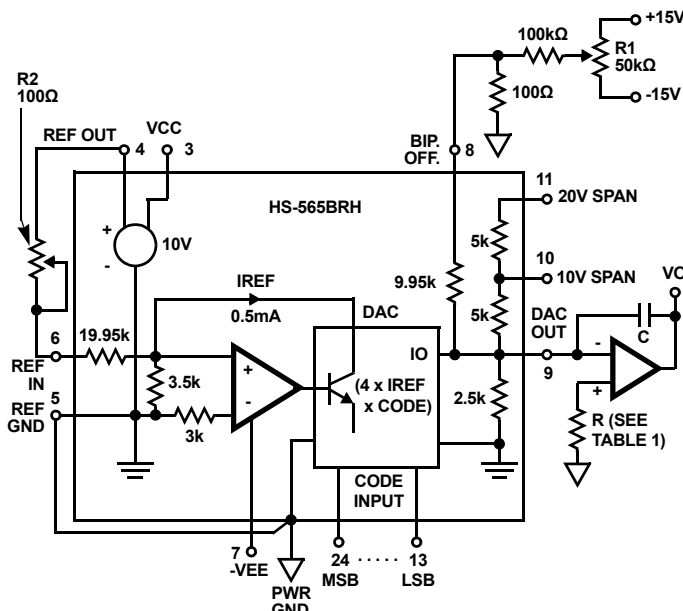 +15V
100kΩ
R1
50kΩ
-15V
100Ω
R2
100Ω
REF OUT
VCC
4
3
BIP.
OFF.
8
11
20V SPAN
HS-565BRH
5k
+
-
10V
10
10V SPAN
9.95k
5k
IREF
0.5mA
DAC
DAC
OUT
VO
C
6
19.95k
REF
IN
IO
9
-
+
3.5k
+
-
(4 x IREF
x CODE)
2.5k
5
REF
GND
3k
R (SEE
TABLE 1)
CODE
INPUT
7
-VEE
PWR
GND
24 . . . . . 13
MSB
LSB